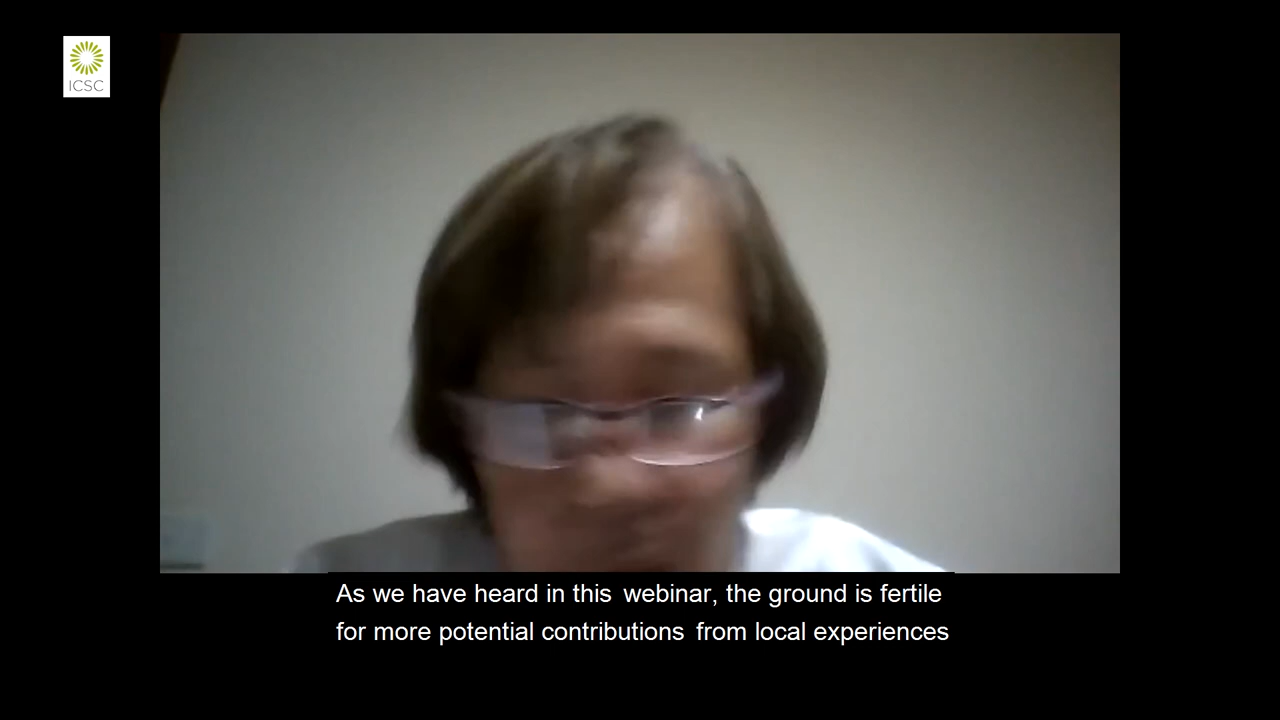 ICSC
As we have heard in this webinar, the ground is fertile
for more potential contributions from local experiences